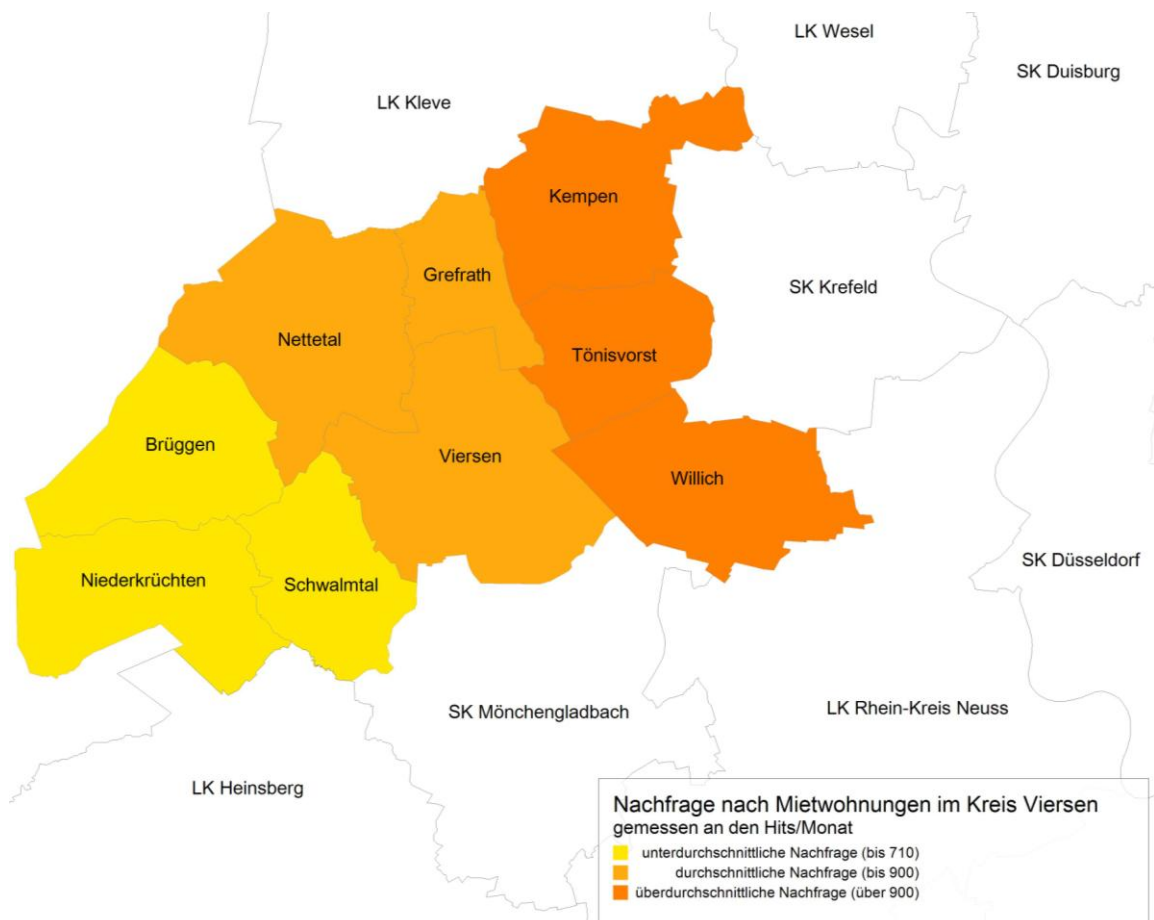 LK Wesel
SK Duisburg
LK Kleve
Kempen
Grefrath
SK Krefeld
Nettetal
Tönisvorst
Brüggen
Viersen
Willich
SK Düsseldorf
Niederkrüchten
Schwalmtal
SK Mönchengladbach
LK Rhein-Kreis Neuss
LK Heinsberg
Nachfrage nach Mietwohnungen im Kreis Viersen
gemessen an den Hits/Monat
unterdurchschnittliche Nachfrage (bis 710)
durchschnittliche Nachfrage (bis 900)
überdurchschnittliche Nachfrage (über 900)